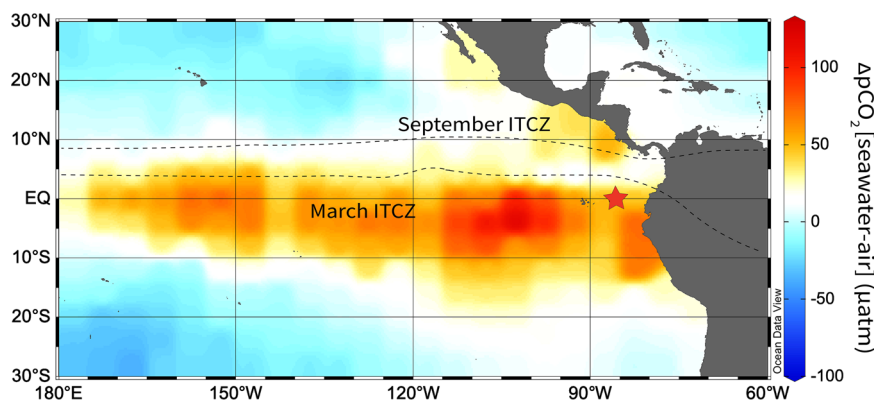 30°N
20°N
10°N
EQ
10°S
20°S
30°S
180°E
150°W
120°W
90°W
60°W
September ITCZ
March ITCZ
Ocean Data View
100
50
0
-50
-100
ΔpCO₂ [seawater-air] (μatm)